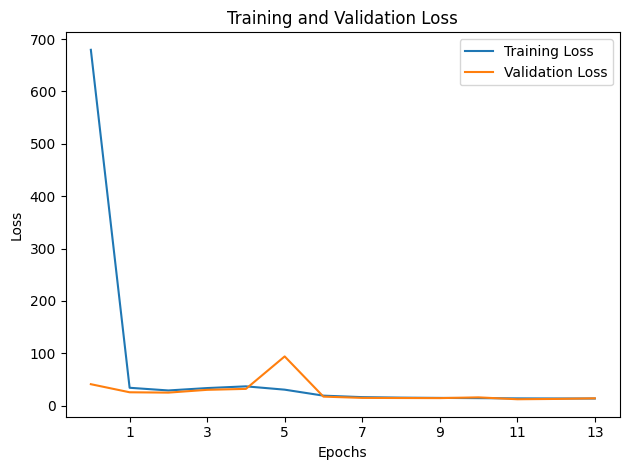 Training and Validation Loss
700
600
500
400
300
200
100
0
Loss
Training Loss
Validation Loss
1 3 5 7 9 11 13
Epochs